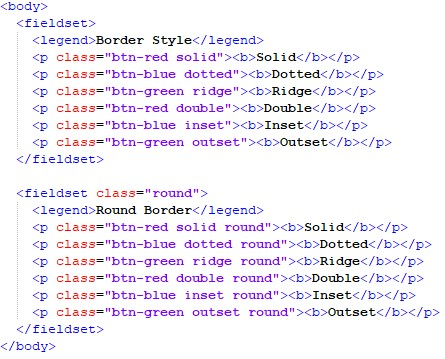 <body>
<fieldset>
<legend>Border Style</legend>
<p class="btn-red solid"><b>Solid</b></p>
<p class="btn-blue dotted"><b>Dotted</b></p>
<p class="btn-green ridge"><b>Ridge</b></p>
<p class="btn-red double"><b>Double</b></p>
<p class="btn-blue inset"><b>Inset</b></p>
<p class="btn-green outset"><b>Outset</b></p>
</fieldset>
<fieldset class="round">
<legend>Round Border</legend>
<p class="btn-red solid round"><b>Solid</b></p>
<p class="btn-blue dotted round"><b>Dotted</b></p>
<p class="btn-green ridge round"><b>Ridge</b></p>
<p class="btn-red double round"><b>Double</b></p>
<p class="btn-blue inset round"><b>Inset</b></p>
<p class="btn-green outset round"><b>Outset</b></p>
</fieldset>
</body>